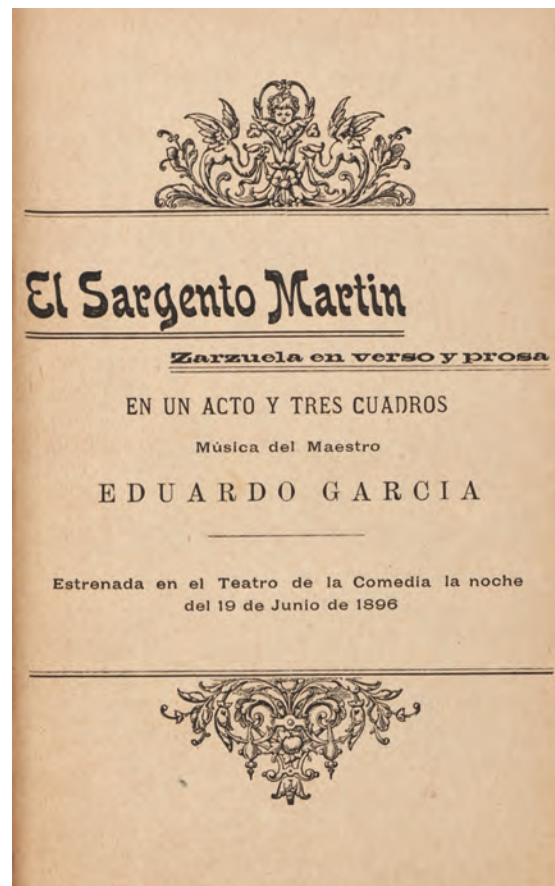 El Sargento Martin
Zarzuela en verso y prosa
EN UN ACTO Y TRES CUADROS
Música del Maestro
EDUARDO GARCIA
Estrenada en el Teatro de la Comedia la noche
del 19 de Junio de 1896